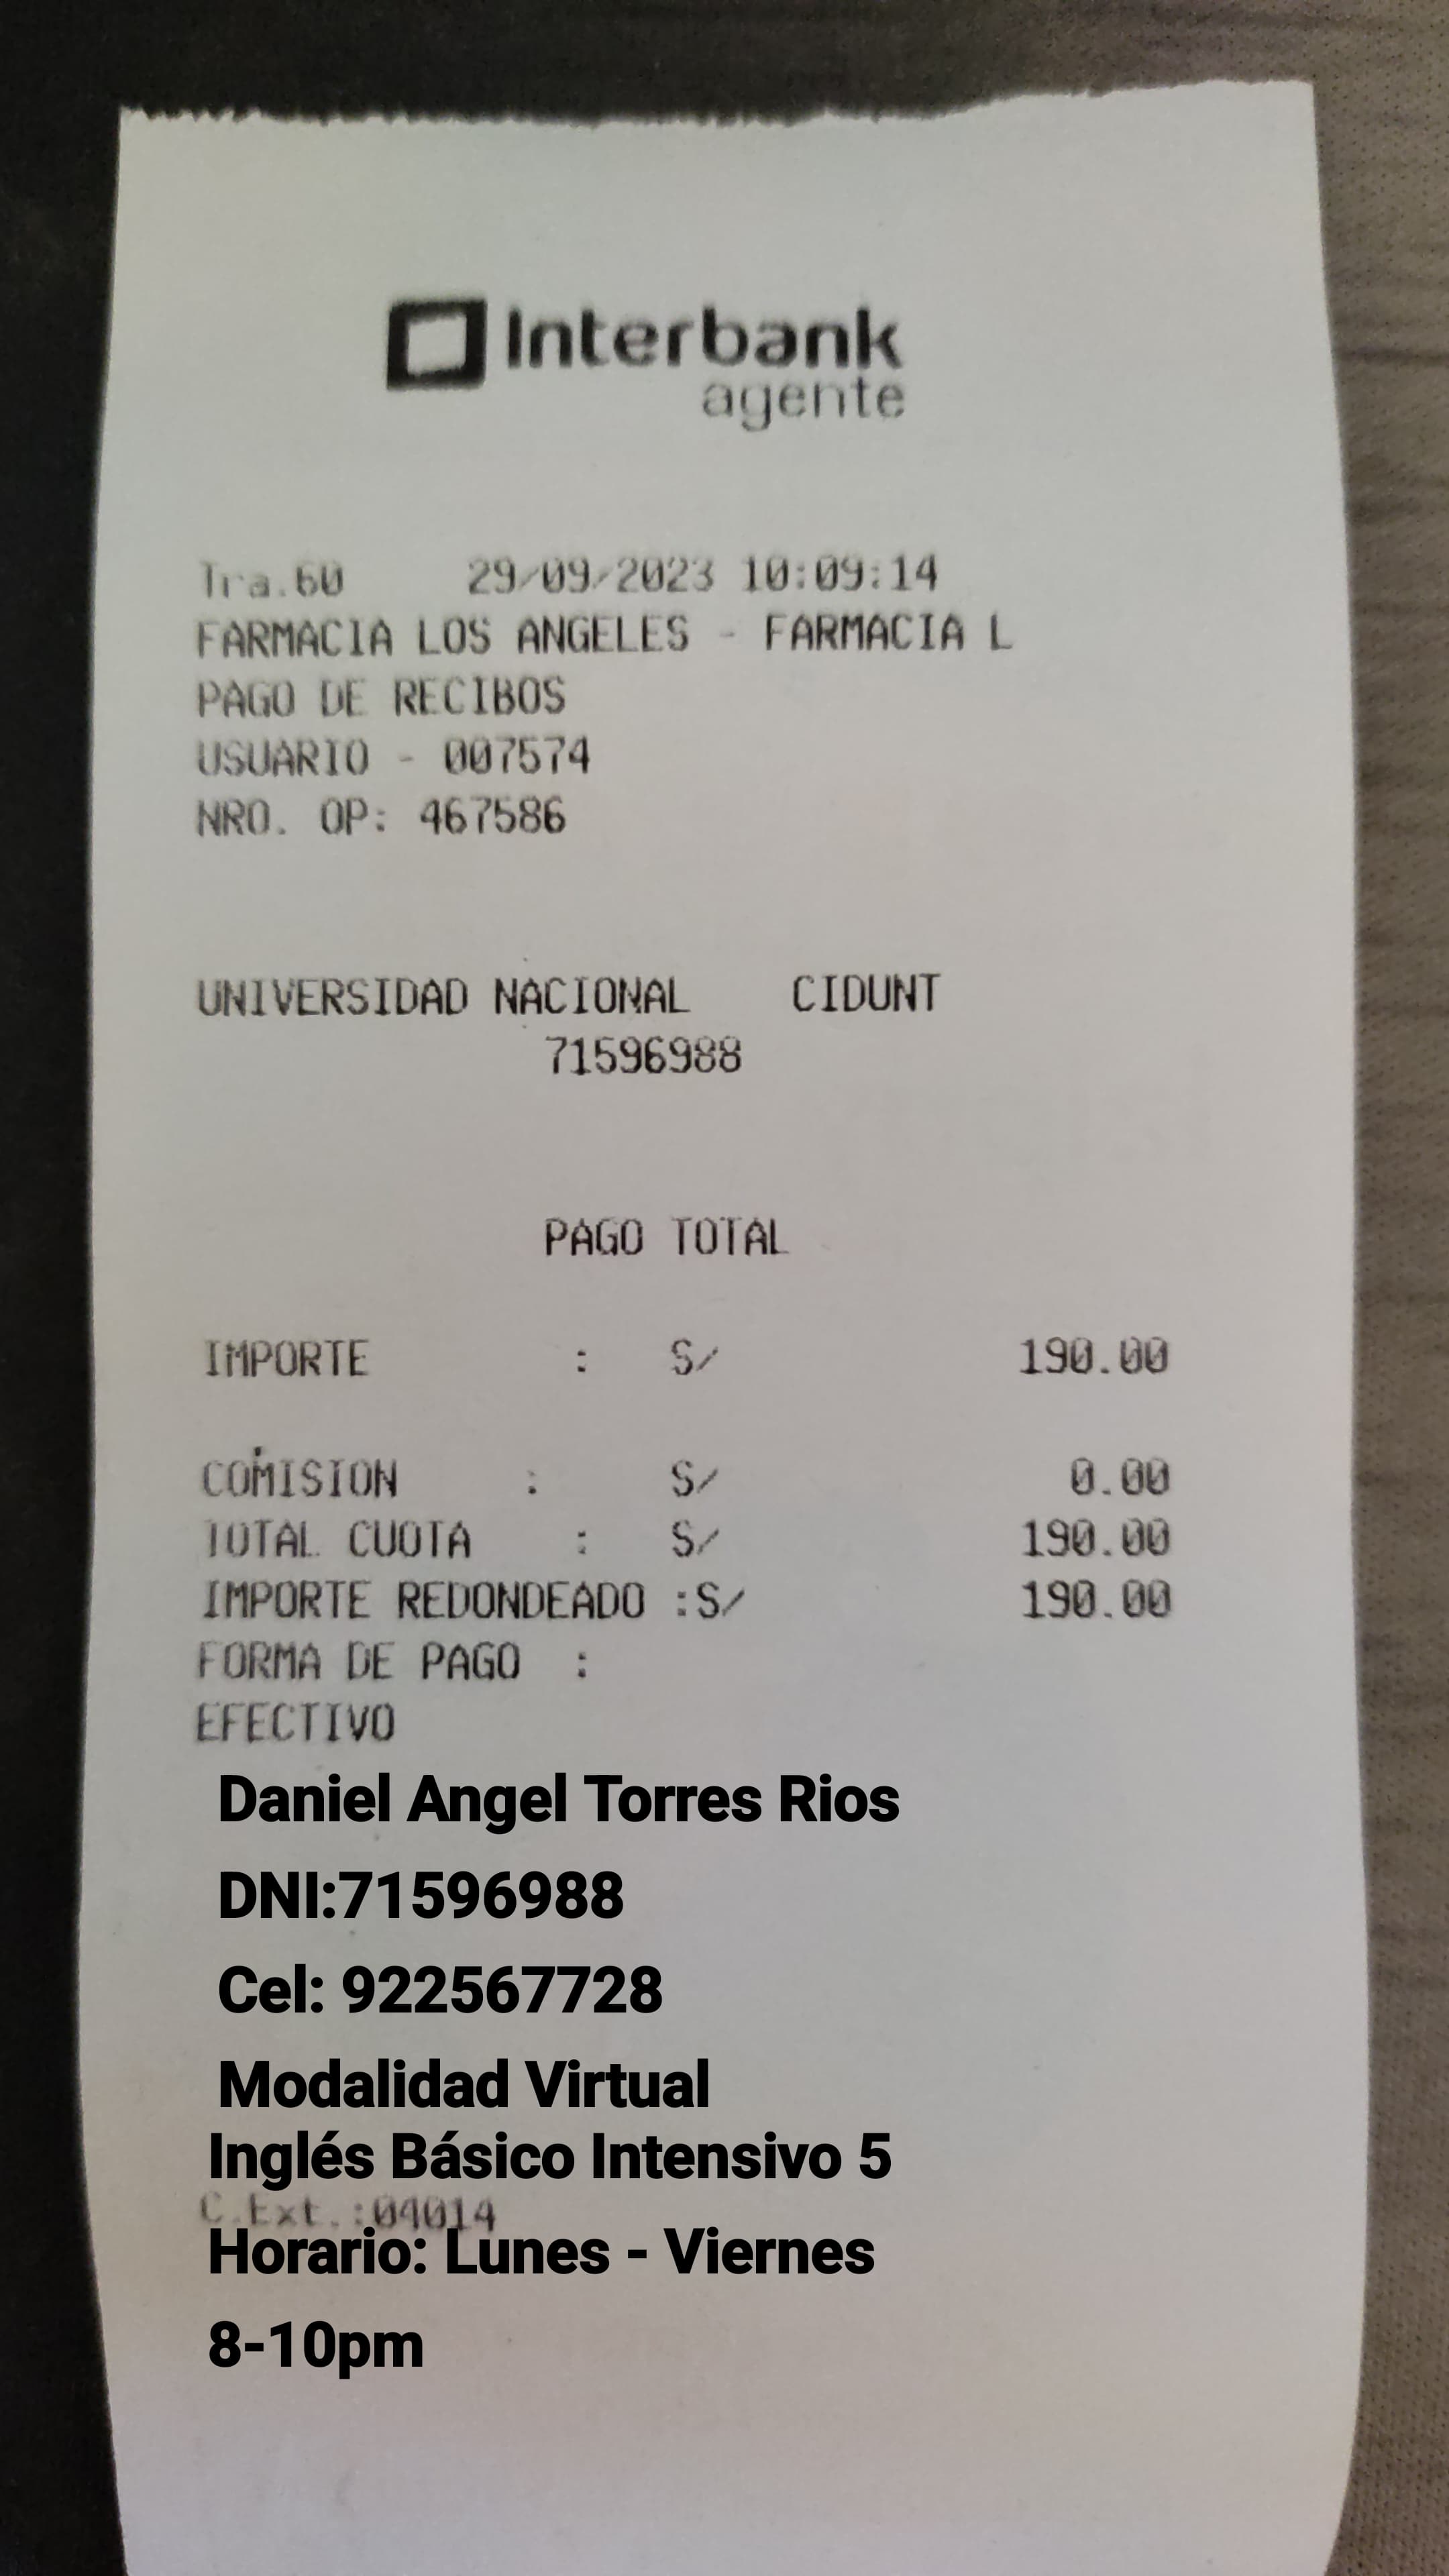 Interbank
agente
Tra.60 29/09/2023 10:09:14
FARMACIA LOS ANGELES - FARMACIA L
PAGO DE RECIBOS
USUARIO - 007574
NRO. OP: 467586
UNIVERSIDAD NACIONAL CIDUNT
71596988
PAGO TOTAL
IMPORTE : S/ 190.00
COMISION : S/ 0.00
TOTAL CUOTA : S/ 190.00
IMPORTE REDONDEADO :S/ 190.00
FORMA DE PAGO :
EFECTIVO
Daniel Angel Torres Rios
DNI:71596988
Cel: 922567728
Modalidad Virtual
Inglés Básico Intensivo 5
C.Ext.:04014
Horario: Lunes - Viernes
8-10pm